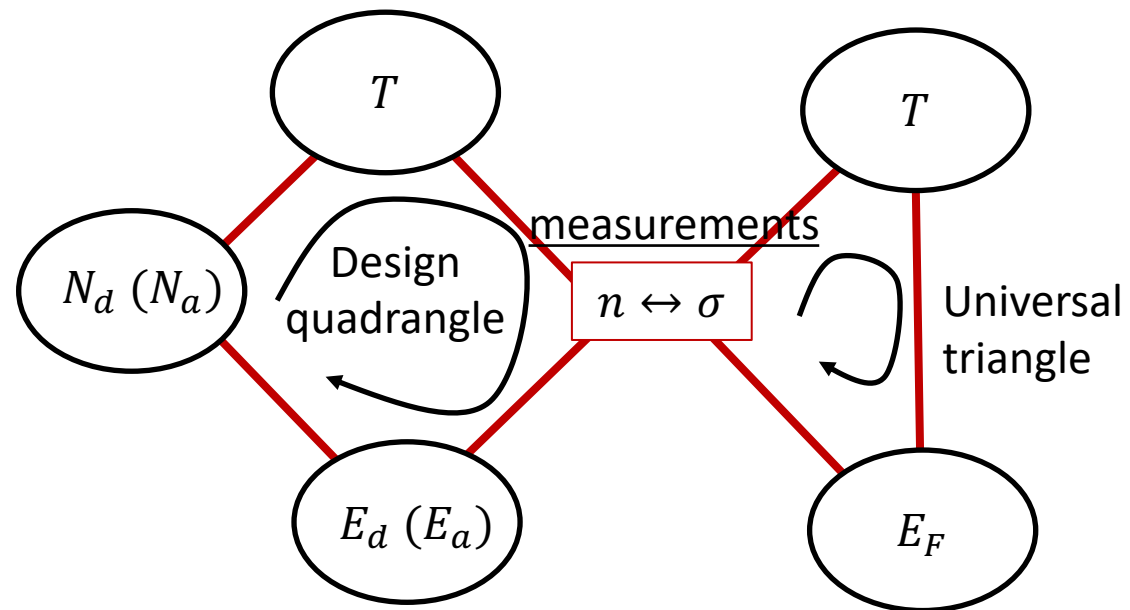 T
T
measurements
N_d (N_a)
Design
quadrangle
n ↔ σ
Universal
triangle
E_d (E_a)
E_F